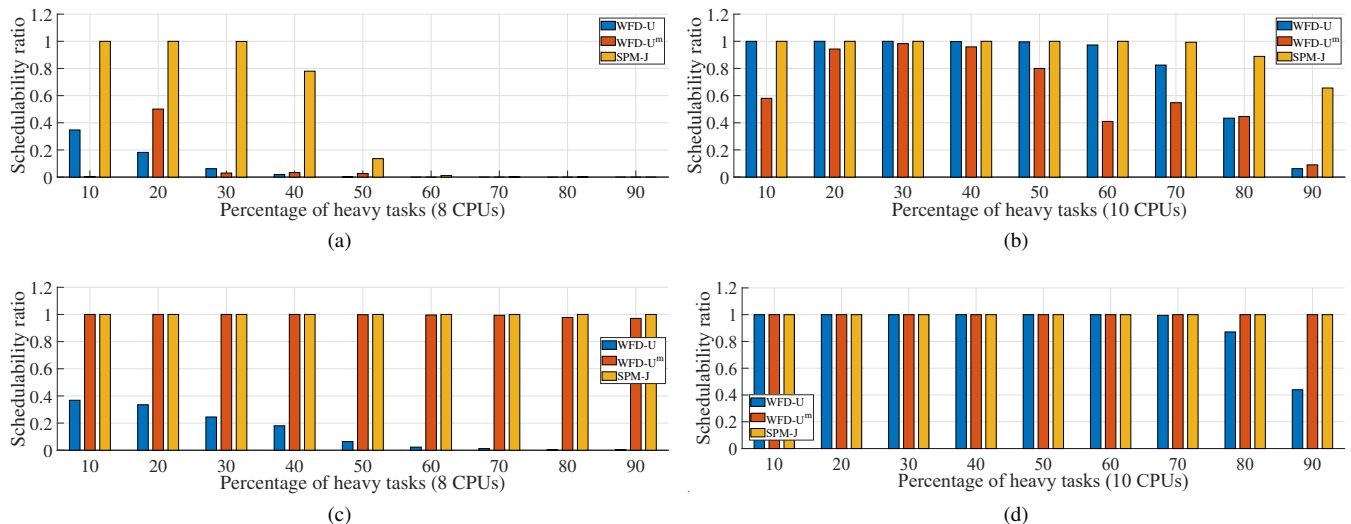 Schedulability ratio
1.2
1
0.8
0.6
0.4
0.2
0
WFD-U
WFD-U^m
SPM-J
10 20 30 40 50 60 70 80 90
Percentage of heavy tasks (8 CPUs)
(a)
Schedulability ratio
1.2
1
0.8
0.6
0.4
0.2
0
WFD-U
WFD-U^m
SPM-J
10 20 30 40 50 60 70 80 90
Percentage of heavy tasks (10 CPUs)
(b)
Schedulability ratio
1.2
1
0.8
0.6
0.4
0.2
0
WFD-U
WFD-U^m
SPM-J
10 20 30 40 50 60 70 80 90
Percentage of heavy tasks (8 CPUs)
(c)
Schedulability ratio
1.2
1
0.8
0.6
0.4
0.2
0
WFD-U
WFD-U^m
SPM-J
10 20 30 40 50 60 70 80 90
Percentage of heavy tasks (10 CPUs)
(d)